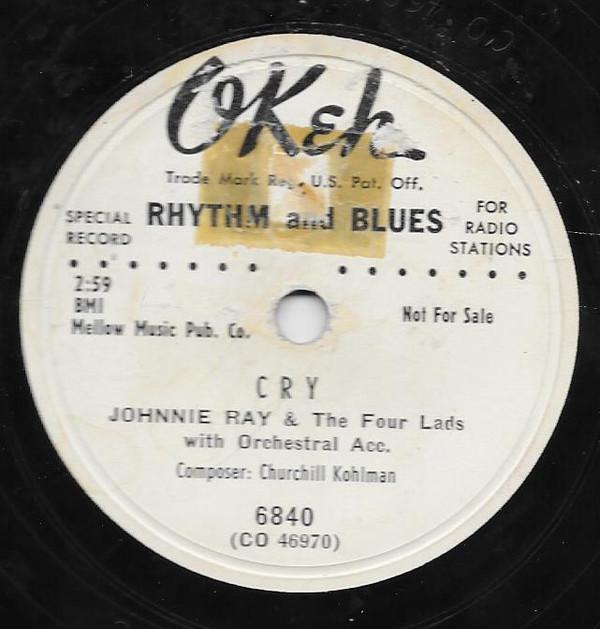 OKeh
Trade Mark Reg. U.S. Pat. Off.
SPECIAL RECORD
RHYTHM and BLUES
FOR RADIO STATIONS
2:59
BMI
Mellow Music Pub. Co.
Not For Sale
CRY
JOHNNIE RAY & The Four Lads
with Orchestral Acc.
Composer: Churchill Kohlman
6840
(CO 46970)